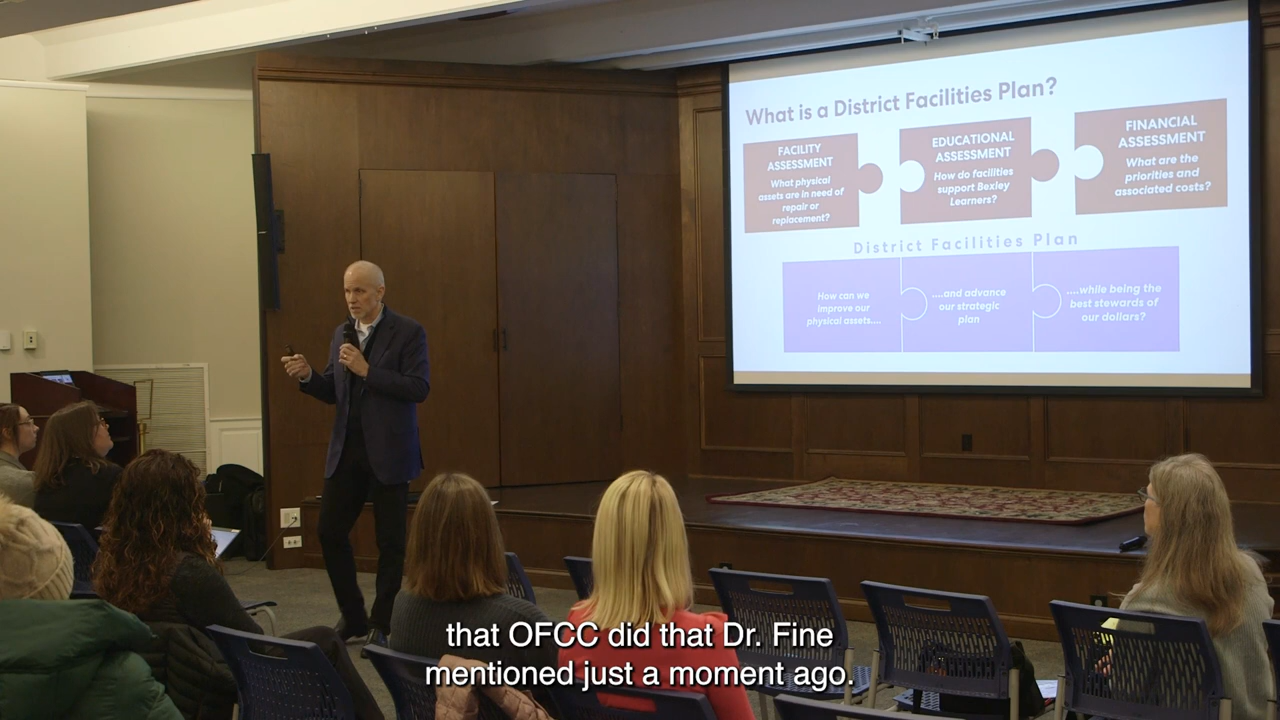 What is a District Facilities Plan?
FACILITY
ASSESSMENT
What physical
assets are in need of
repair or
replacement?
EDUCATIONAL
ASSESSMENT
How do facilities
support Bexley
Learners?
FINANCIAL
ASSESSMENT
What are the
priorities and
associated costs?
District Facilities Plan
How can we
improve our
physical assets....
....and advance
our strategic
plan
....while being the
best stewards of
our dollars?
that OFCC did that Dr. Fine
mentioned just a moment ago.